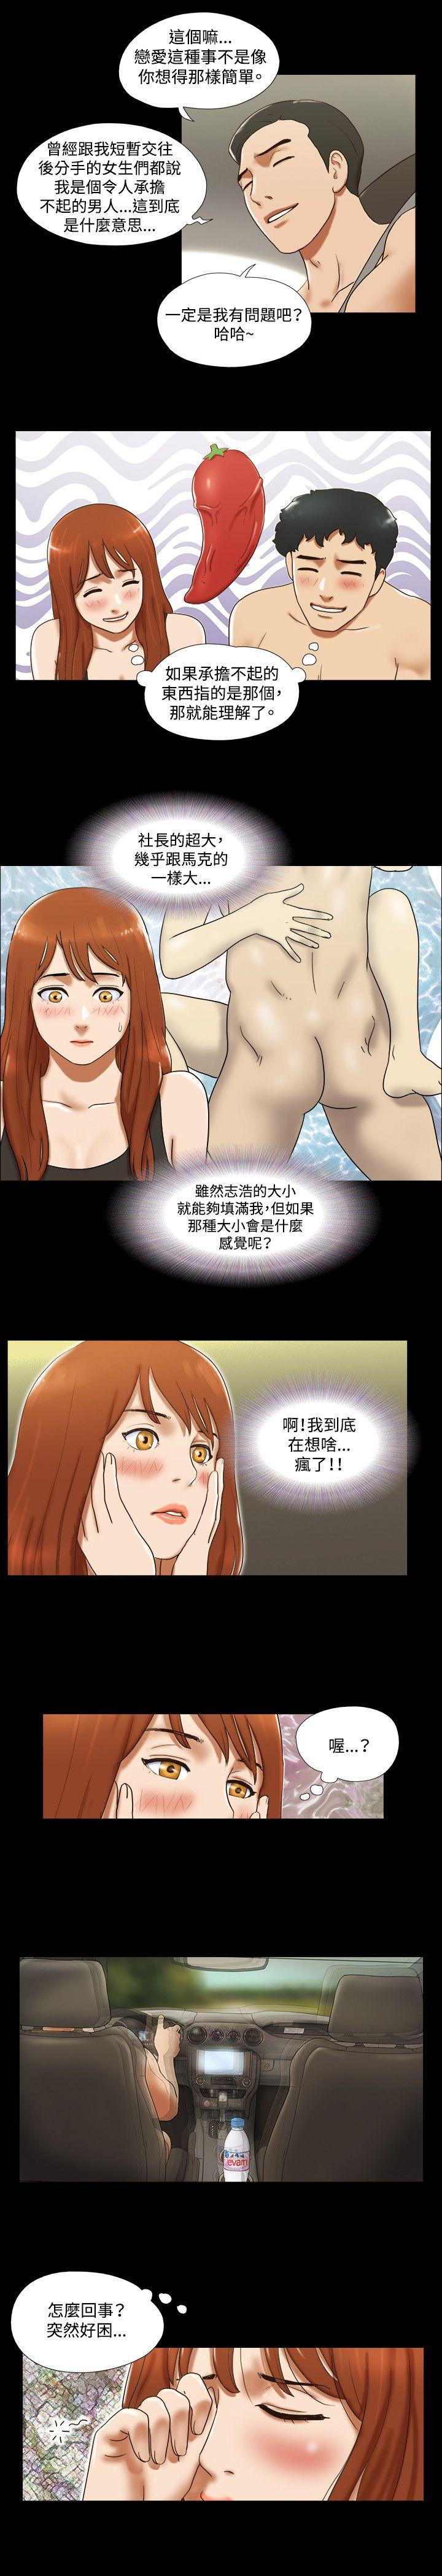 這個嘛...
戀愛這種事不是像
你想得那樣簡單。
曾經跟我短暫交往
後分手的女生們都說
我是個令人承擔
不起的男人...這到底
是什麼意思...
一定是我有問題吧?
哈哈~
如果承擔不起的
東西指的是那個,
那就能理解了。
社長的超大,
幾乎跟馬克的
一樣大...
雖然志浩的大小
就能夠填滿我,但如果
那種大小會是什麼
感覺呢?
啊!我到底
在想啥...
瘋了!!
喔...?
evam
怎麼回事?
突然好困...